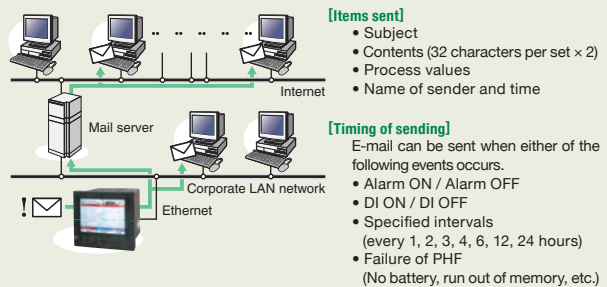 Internet
Mail server
Corporate LAN network
Ethernet
!
[Items sent]
• Subject
• Contents (32 characters per set × 2)
• Process values
• Name of sender and time
[Timing of sending]
E-mail can be sent when either of the
following events occurs.
• Alarm ON / Alarm OFF
• DI ON / DI OFF
• Specified intervals
(every 1, 2, 3, 4, 6, 12, 24 hours)
• Failure of PHF
(No battery, run out of memory, etc.)